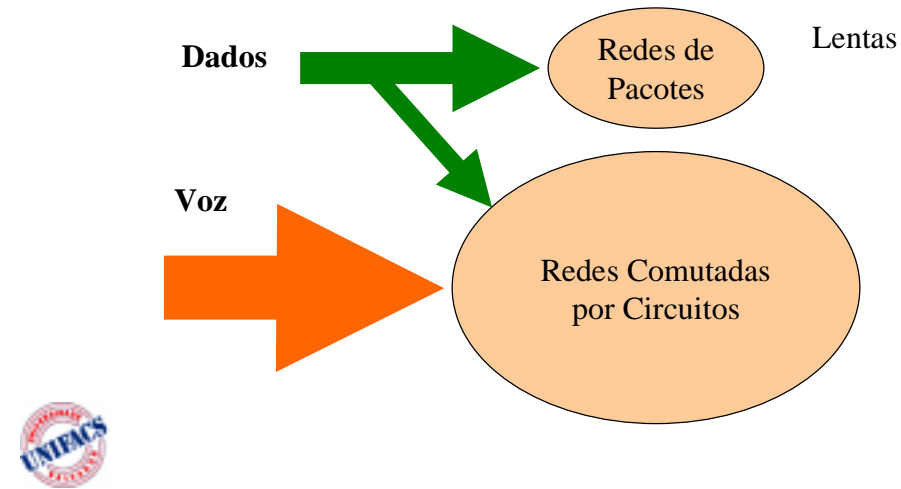 Dados
Redes de
Pacotes
Lentas
Voz
Redes Comutadas
por Circuitos
UNIFACS